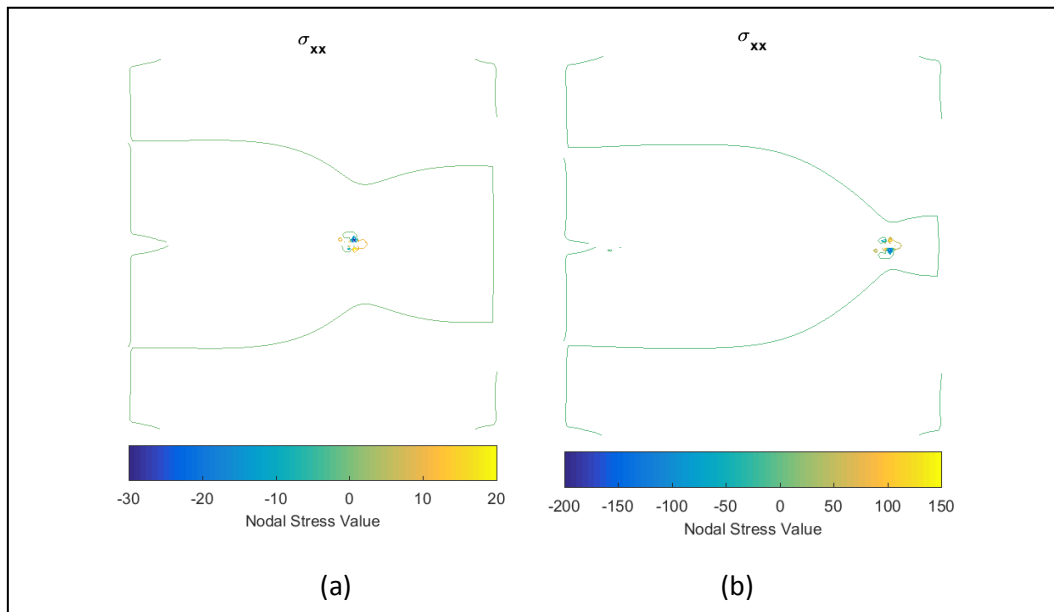 σxx
-30 -20 -10 0 10 20
Nodal Stress Value
(a)
σxx
-200 -150 -100 -50 0 50 100 150
Nodal Stress Value
(b)